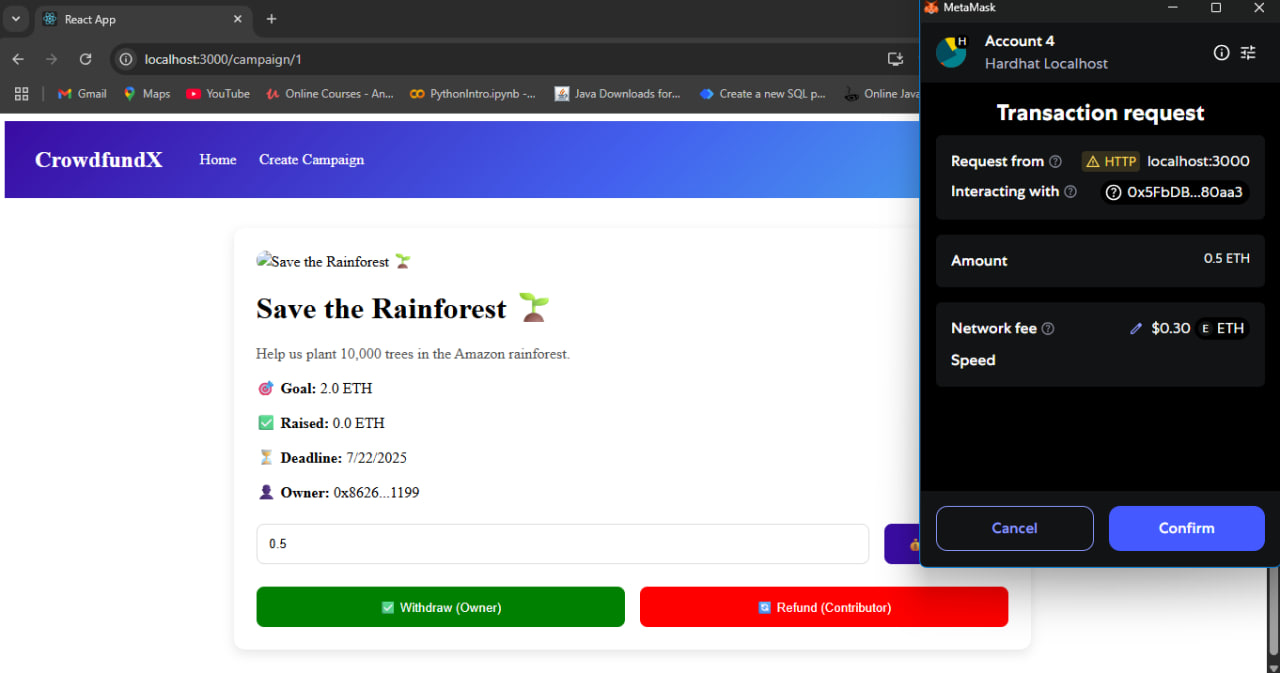 React App
MetaMask
localhost:3000/campaign/1
Gmail Maps YouTube Online Courses - An... PythonIntro.ipynb -... Java Downloads for... Create a new SQL p... Online Java
CrowdfundX Home Create Campaign
Save the Rainforest 🌱
Save the Rainforest 🌱
Help us plant 10,000 trees in the Amazon rainforest.
🎯 Goal: 2.0 ETH
✅ Raised: 0.0 ETH
⏳ Deadline: 7/22/2025
👤 Owner: 0x8626...1199
0.5
✅ Withdraw (Owner)
🔄 Refund (Contributor)
H
Account 4
Hardhat Localhost
Transaction request
Request from HTTP localhost:3000
Interacting with 0x5FbDB...80aa3
Amount 0.5 ETH
Network fee $0.30 E ETH
Speed
Cancel Confirm